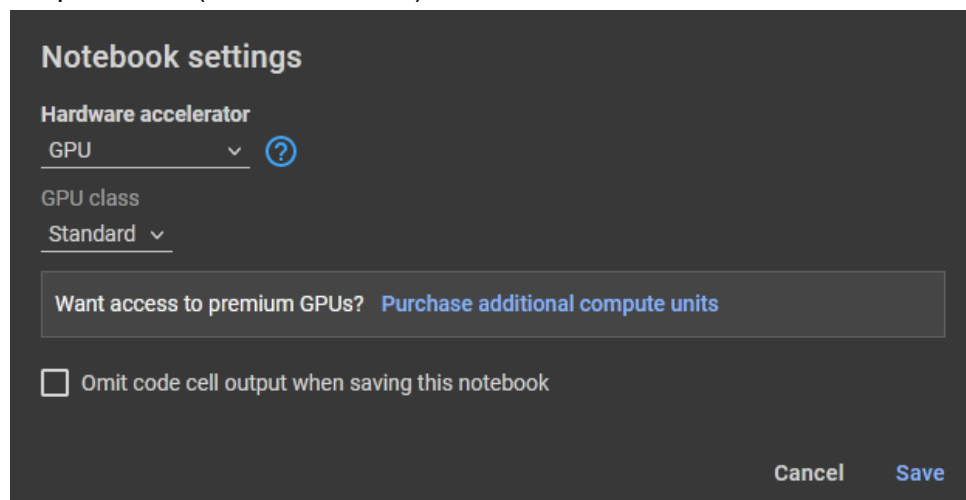 Notebook settings
Hardware accelerator
GPU
?
GPU class
Standard
Want access to premium GPUs? Purchase additional compute units
Omit code cell output when saving this notebook
Cancel Save